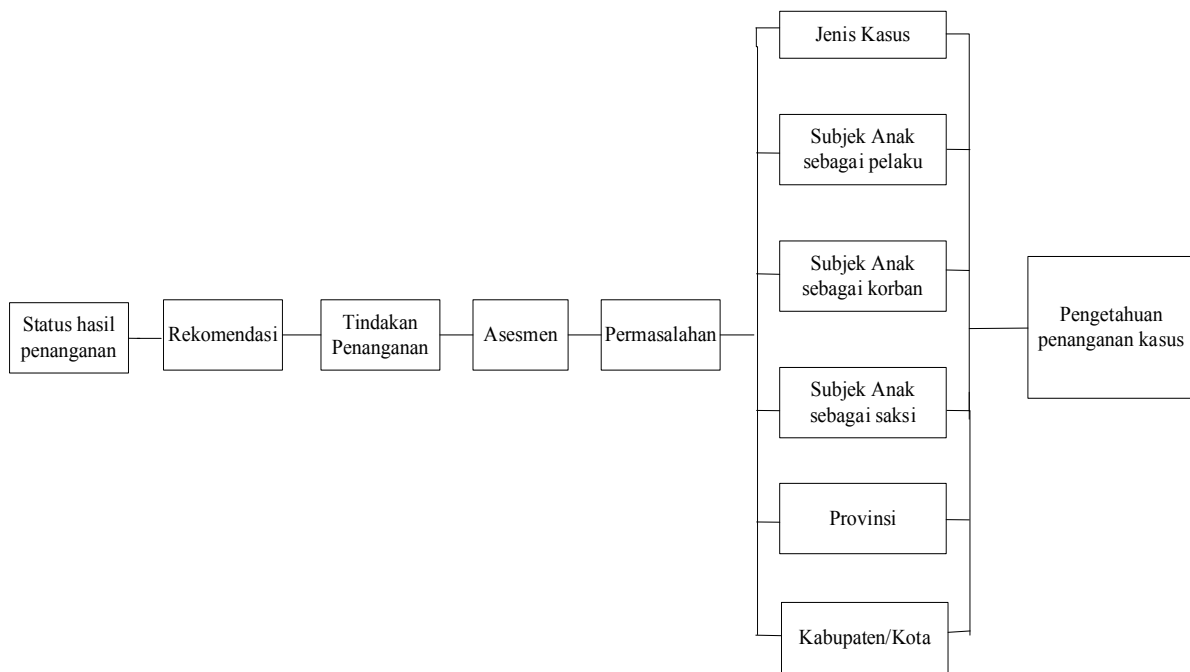 Status hasil
penanganan
Rekomendasi
Tindakan
Penanganan
Asesmen
Permasalahan
Jenis Kasus
Subjek Anak
sebagai pelaku
Subjek Anak
sebagai korban
Subjek Anak
sebagai saksi
Provinsi
Kabupaten/Kota
Pengetahuan
penanganan kasus